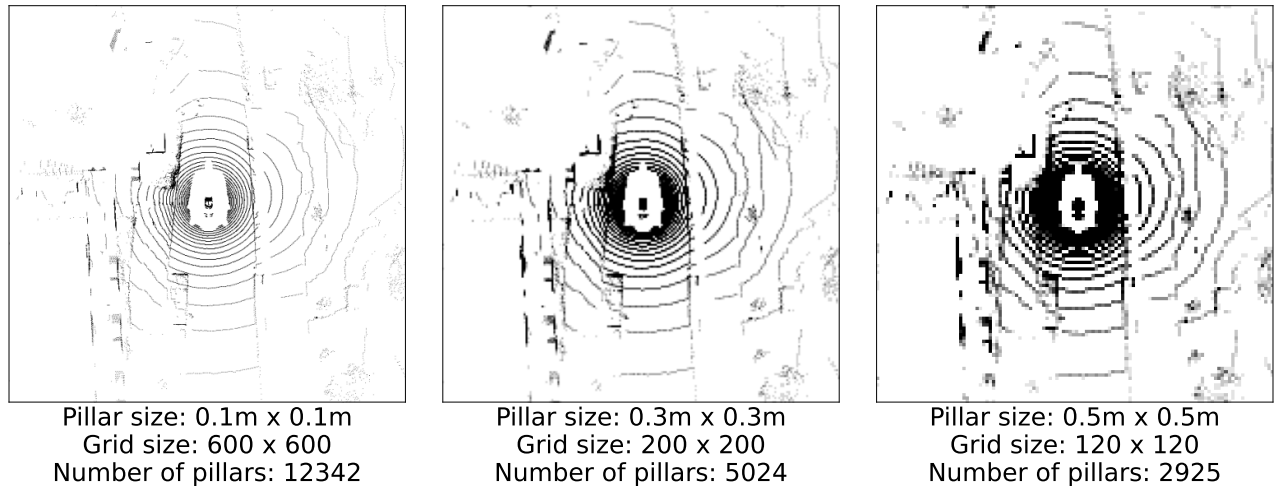 Pillar size: 0.1m x 0.1m
Grid size: 600 x 600
Number of pillars: 12342
Pillar size: 0.3m x 0.3m
Grid size: 200 x 200
Number of pillars: 5024
Pillar size: 0.5m x 0.5m
Grid size: 120 x 120
Number of pillars: 2925